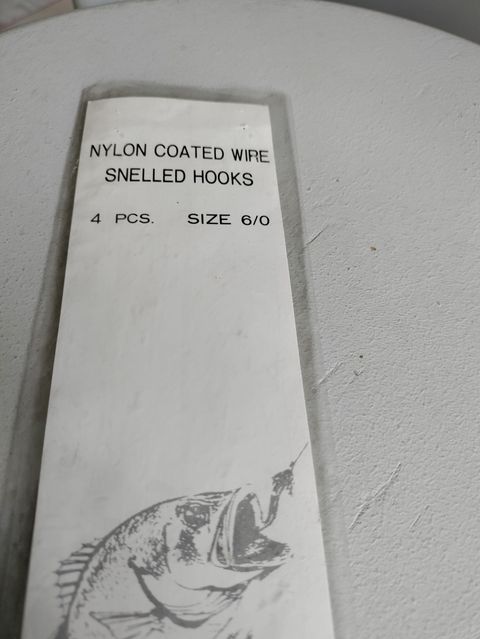 NYLON COATED WIRE
SNELLED HOOKS
4 PCS. SIZE 6/0